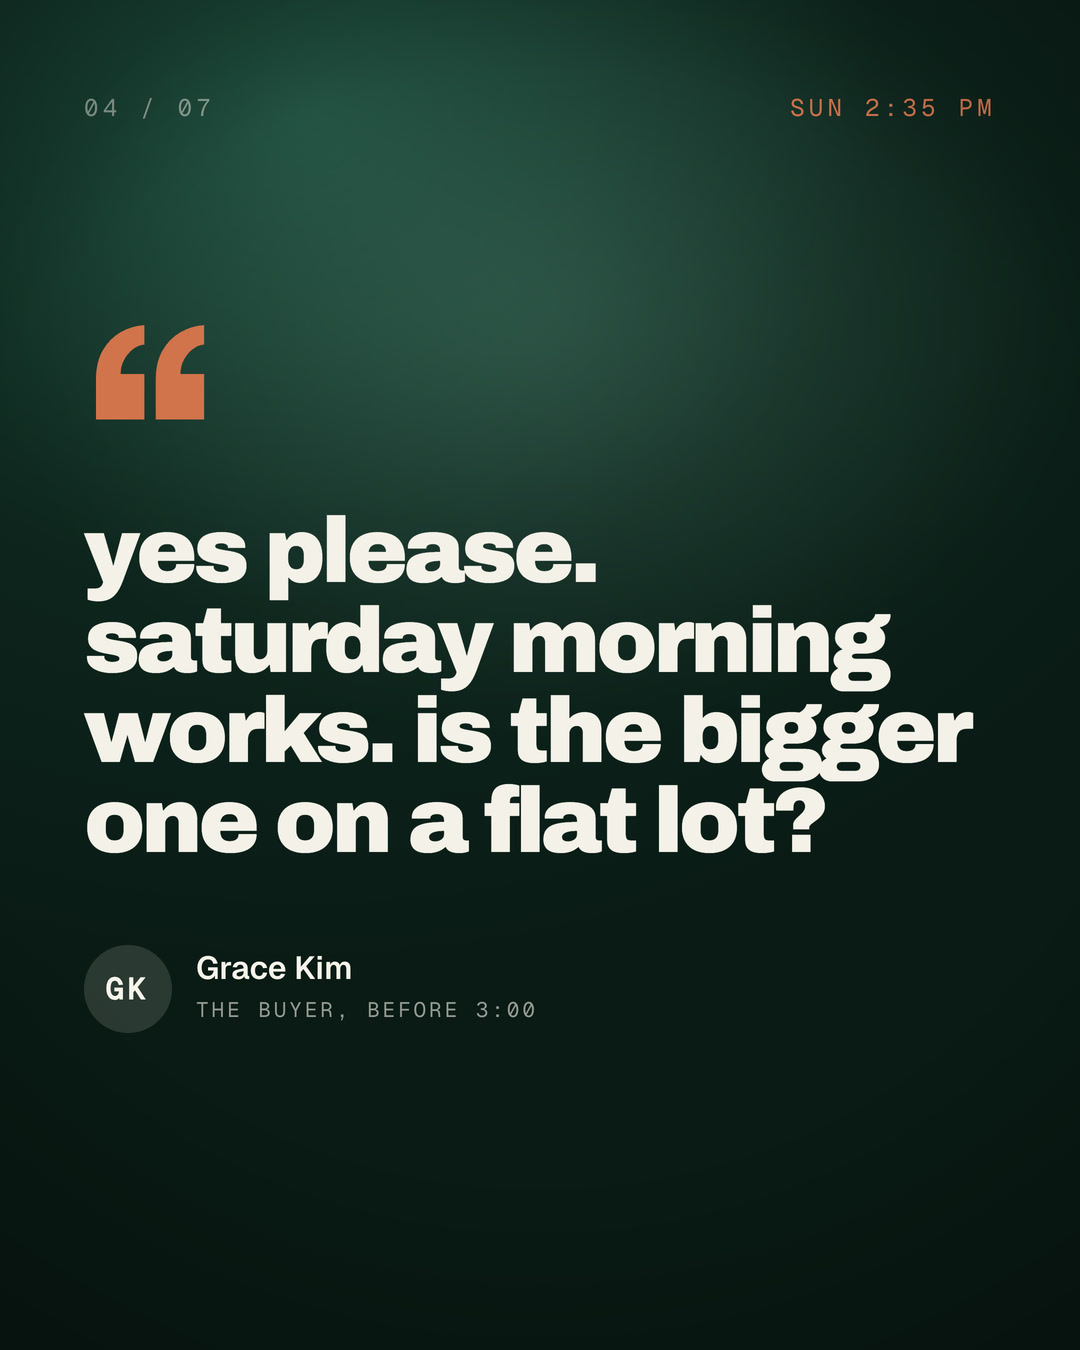 04 / 07
SUN 2:35 PM
“
yes please.
saturday morning
works. is the bigger
one on a flat lot?
GK
Grace Kim
THE BUYER, BEFORE 3:00